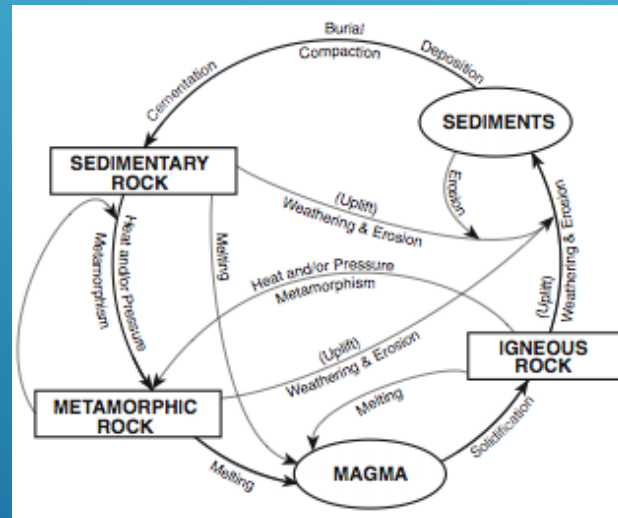 Burial
Deposition
Compaction
Cementation
SEDIMENTS
SEDIMENTARY
ROCK
Erosion
(Uplift)
Weathering & Erosion
(Uplift)
Weathering & Erosion
Melting
Heat and/or Pressure
Metamorphism
Heat and/or Pressure
Metamorphism
(Uplift)
Weathering & Erosion
IGNEOUS
ROCK
METAMORPHIC
ROCK
Melting
Melting
MAGMA
Solidification